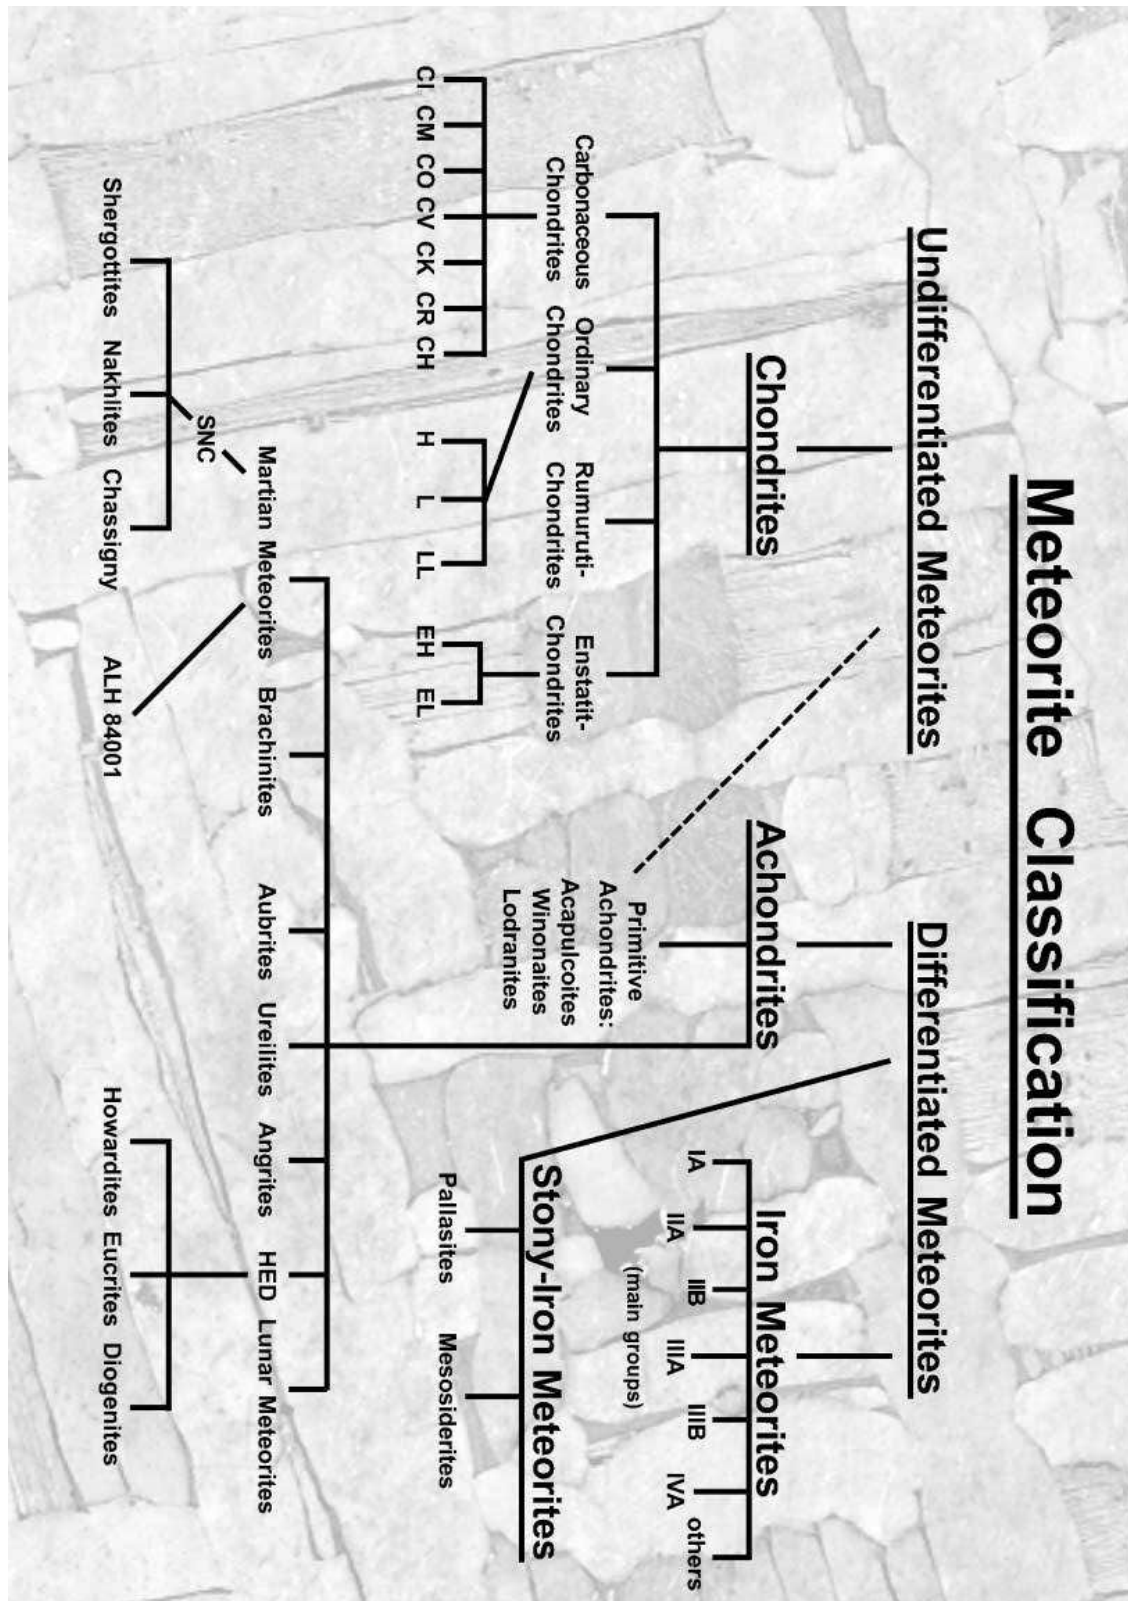 Meteorite Classification
Undifferentiated Meteorites
Differentiated Meteorites
Chondrites
Achondrites
Iron Meteorites
IA
IIA
IIB
IIIA
IIIB
IVA
others
(main groups)
Carbonaceous
Chondrites
Ordinary
Chondrites
Rumuruti-
Chondrites
Enstatit-
Chondrites
Primitive
Achondrites:
Acapulcoites
Winonaites
Lodranites
Stony-Iron Meteorites
CI CM CO CV CK CR CH
H L LL
EH EL
Pallasites
Mesosiderites
Martian Meteorites
Brachinites
Aubrites
Ureilites
Angrites
HED
Lunar Meteorites
SNC
Shergottites
Nakhlites
Chassigny
ALH 84001
Howardites
Eucrites
Diogenites